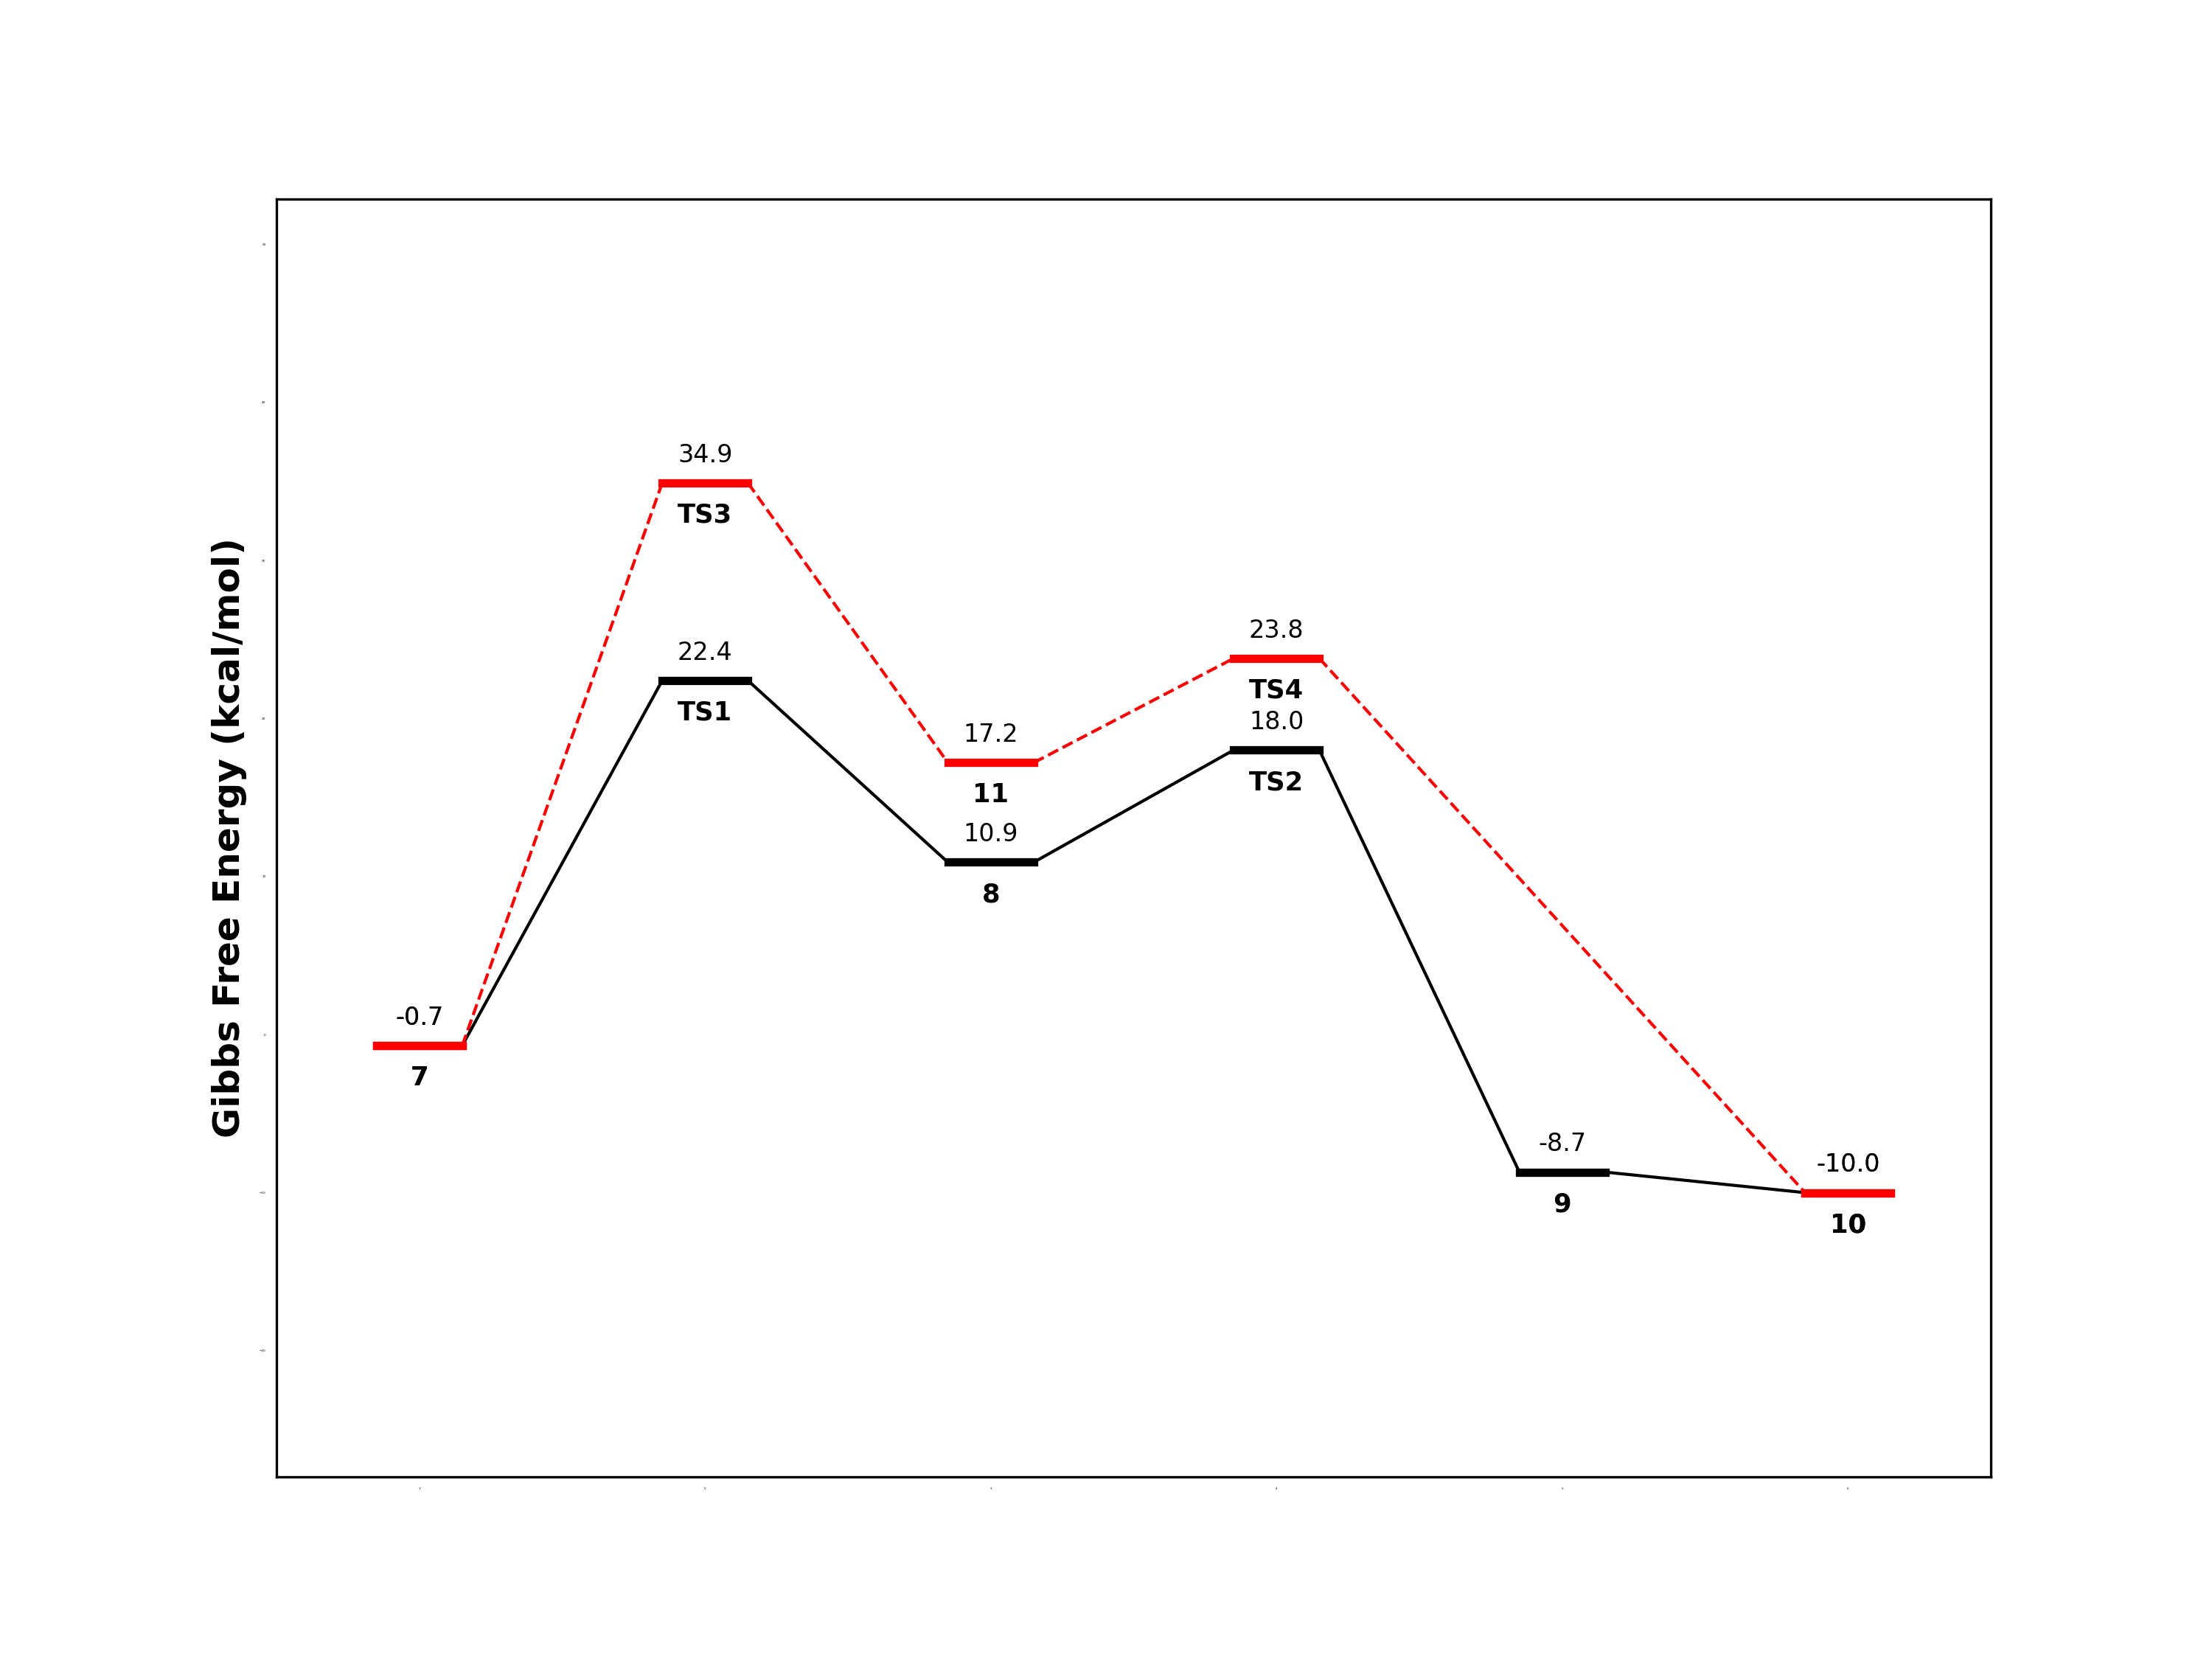 Gibbs Free Energy (kcal/mol)
34.9
TS3
23.8
TS4
22.4
TS1
18.0
TS2
17.2
11
10.9
8
-0.7
7
-8.7
9
-10.0
10